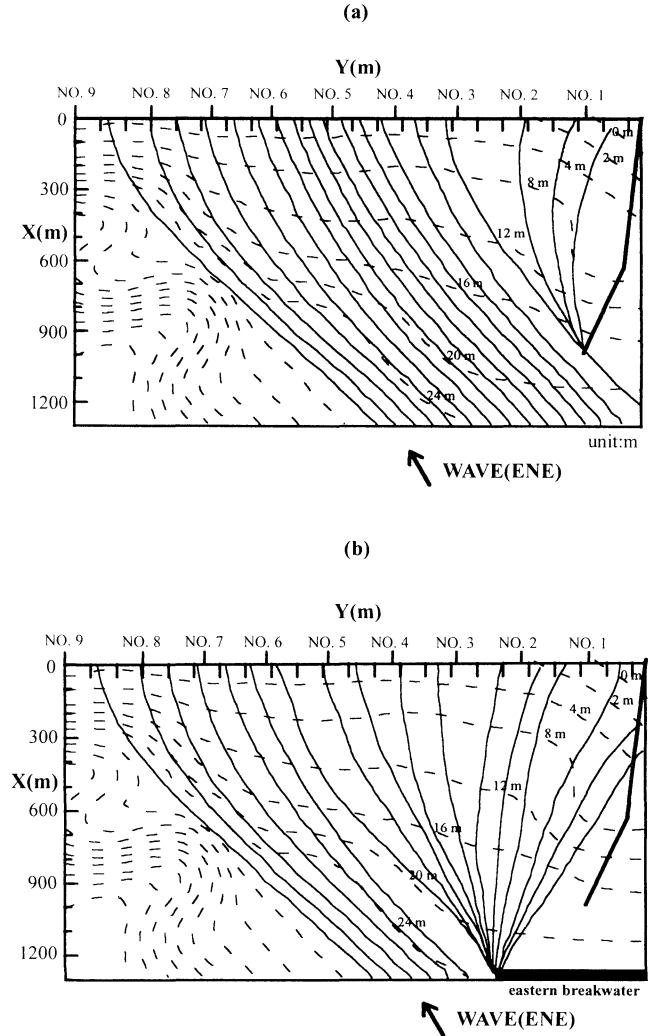 (a)
Y(m)
NO. 9 NO. 8 NO. 7 NO. 6 NO. 5 NO. 4 NO. 3 NO. 2 NO. 1
0
0 m
2 m
4 m
8 m
300
X(m)
12 m
600
16 m
900
20 m
24 m
1200
unit:m
WAVE(ENE)
(b)
Y(m)
NO. 9 NO. 8 NO. 7 NO. 6 NO. 5 NO. 4 NO. 3 NO. 2 NO. 1
0
0 m
2 m
4 m
300
8 m
X(m)
12 m
600
16 m
900
20 m
24 m
1200
eastern breakwater
WAVE(ENE)